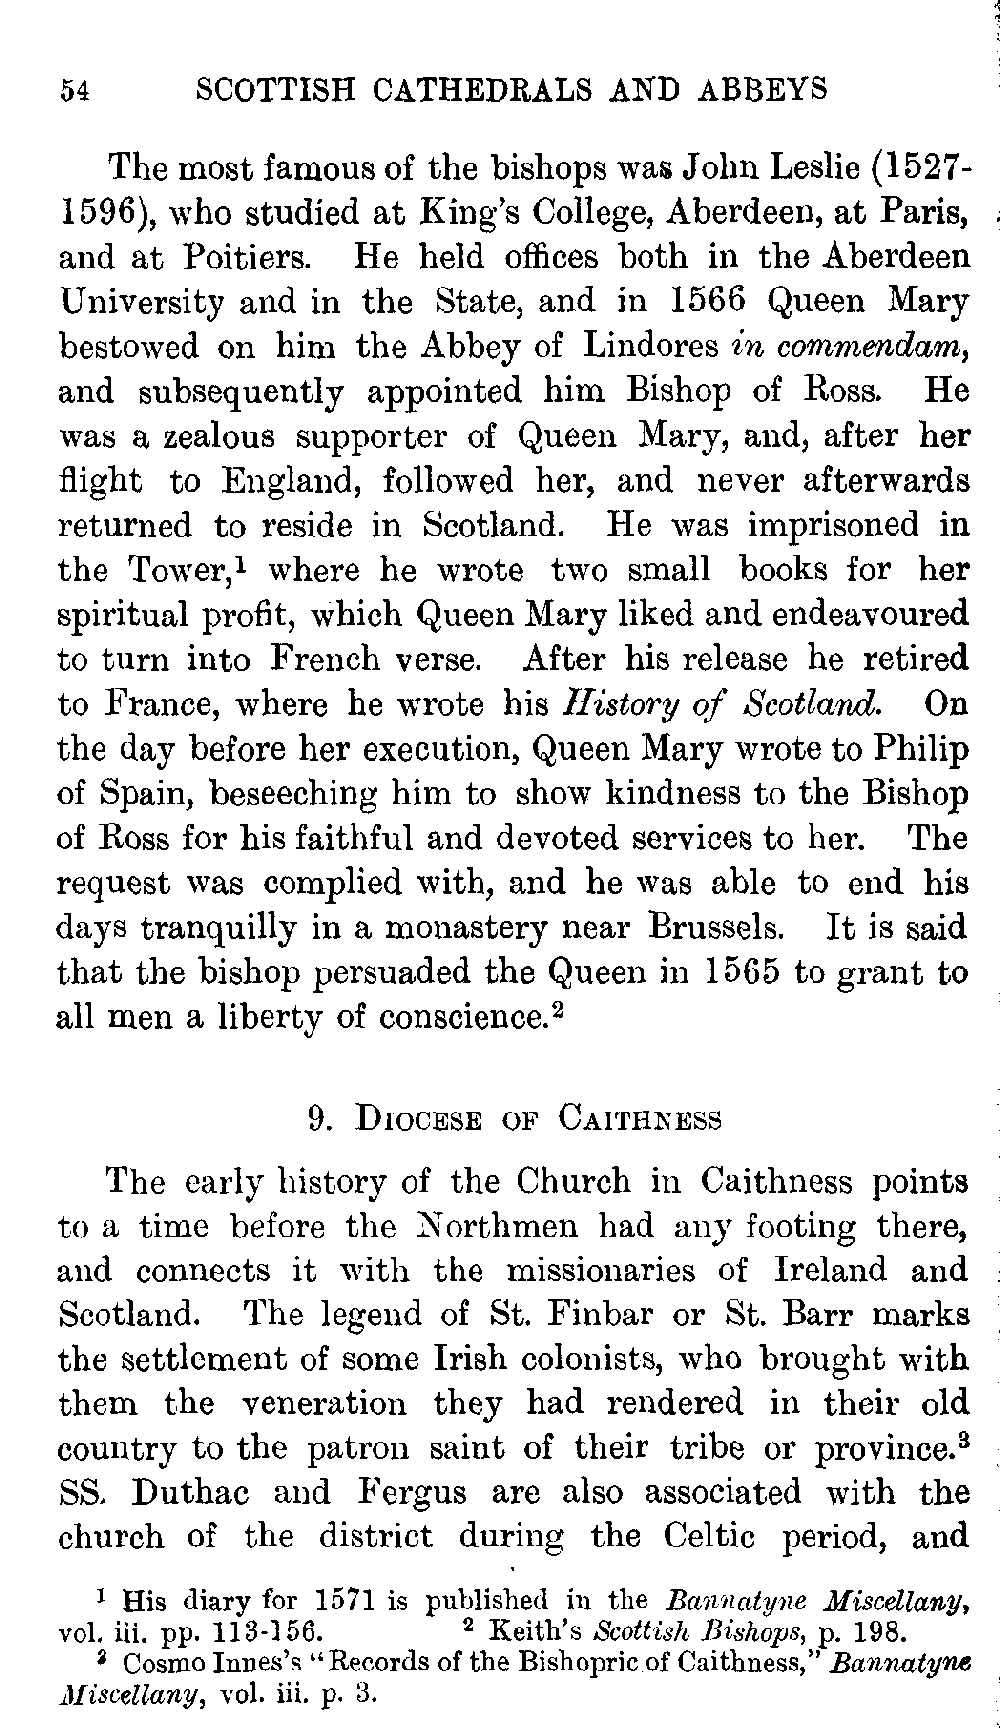 54 SCOTTISH CATHEDRALS AND ABBEYS
The most famous of the bishops was John Leslie (1527-
1596), who studied at King's College, Aberdeen, at Paris,
and at Poitiers. He held offices both in the Aberdeen
University and in the State, and in 1566 Queen Mary
bestowed on him the Abbey of Lindores in commendam,
and subsequently appointed him Bishop of Ross. He
was a zealous supporter of Queen Mary, and, after her
flight to England, followed her, and never afterwards
returned to reside in Scotland. He was imprisoned in
the Tower,¹ where he wrote two small books for her
spiritual profit, which Queen Mary liked and endeavoured
to turn into French verse. After his release he retired
to France, where he wrote his History of Scotland. On
the day before her execution, Queen Mary wrote to Philip
of Spain, beseeching him to show kindness to the Bishop
of Ross for his faithful and devoted services to her. The
request was complied with, and he was able to end his
days tranquilly in a monastery near Brussels. It is said
that the bishop persuaded the Queen in 1565 to grant to
all men a liberty of conscience.²
9. DIOCESE OF CAITHNESS
The early history of the Church in Caithness points
to a time before the Northmen had any footing there,
and connects it with the missionaries of Ireland and
Scotland. The legend of St. Finbar or St. Barr marks
the settlement of some Irish colonists, who brought with
them the veneration they had rendered in their old
country to the patron saint of their tribe or province.³
SS. Duthac and Fergus are also associated with the
church of the district during the Celtic period, and
¹ His diary for 1571 is published in the Bannatyne Miscellany,
vol. iii. pp. 113-156. ² Keith's Scottish Bishops, p. 198.
³ Cosmo Innes's "Records of the Bishopric of Caithness," Bannatyne
Miscellany, vol. iii. p. 3.